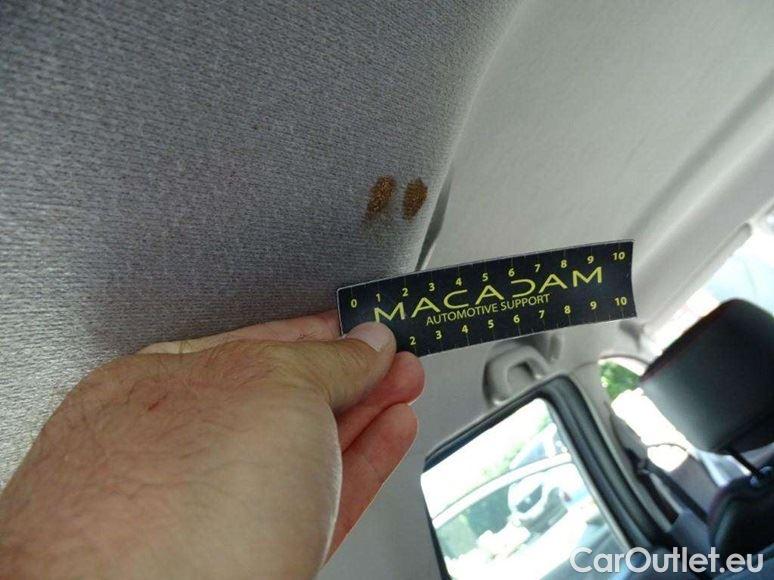 0 1 2 3 4 5 6 7 8 9 10
MACADAM
AUTOMOTIVE SUPPORT
2 3 4 5 6 7 8 9 10
CarOutlet.eu